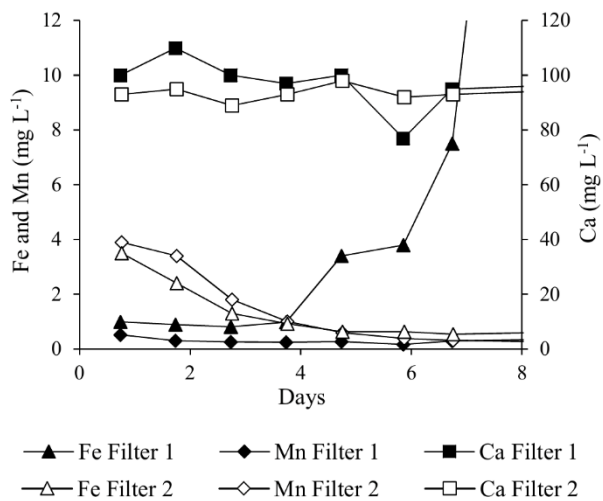 12
10
8
6
4
2
0
Fe and Mn (mg L⁻¹)
120
100
80
60
40
20
0
Ca (mg L⁻¹)
0 2 4 6 8
Days
Fe Filter 1 Mn Filter 1 Ca Filter 1
Fe Filter 2 Mn Filter 2 Ca Filter 2